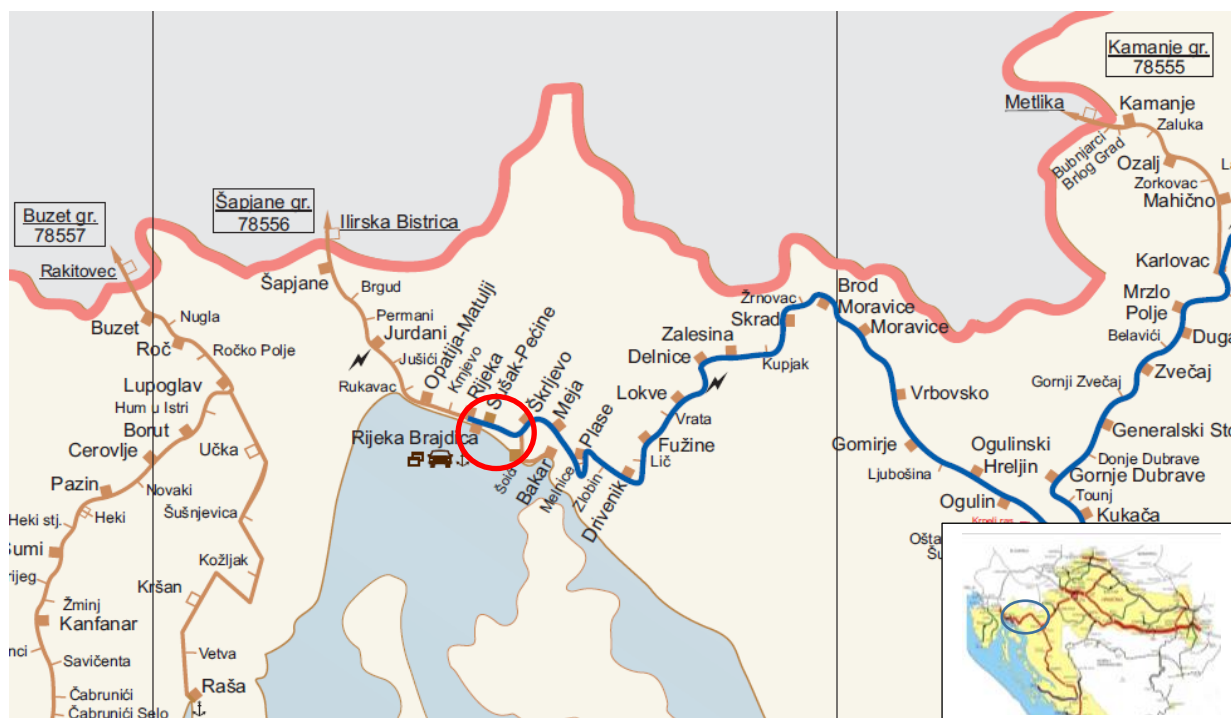 Kamanje gr.
78555
Metlika
Kamanje
Zaluka
Bubnjarci
Brlog Grad
Ozalj
Zorkovac
Mahično
Karlovac
Šapjane gr.
78556
Ilirska Bistrica
Buzet gr.
78557
Rakitovec
Šapjane
Brgud
Permani
Jurdani
Jušići
Rukavac
Opatija-Matulji
Krnjevo
Rijeka
Sušak-Pećine
Škrljevo
Meja
Rijeka Brajdica
Šoići
Bakar
Melnice
Plase
Zlobin
Drivenik
Lič
Fužine
Vrata
Lokve
Delnice
Zalesina
Kupjak
Skrad
Žrnovac
Brod
Moravice
Moravice
Vrbovsko
Gomirje
Ljubošina
Ogulinski
Hreljin
Ogulin
Mrzlo
Polje
Belavići
Duga
Zvečaj
Gornji Zvečaj
Generalski Sto
Donje Dubrave
Gornje Dubrave
Tounj
Kukača
Ošta
Buzet
Nugla
Roč
Ročko Polje
Lupoglav
Hum u Istri
Borut
Cerovlje
Učka
Pazin
Novaki
Heki stj.
Heki
Šušnjevica
Kožljak
Kršan
Žminj
Kanfanar
Savičenta
Vetva
Čabrunići
Raša
Čabrunići Selo